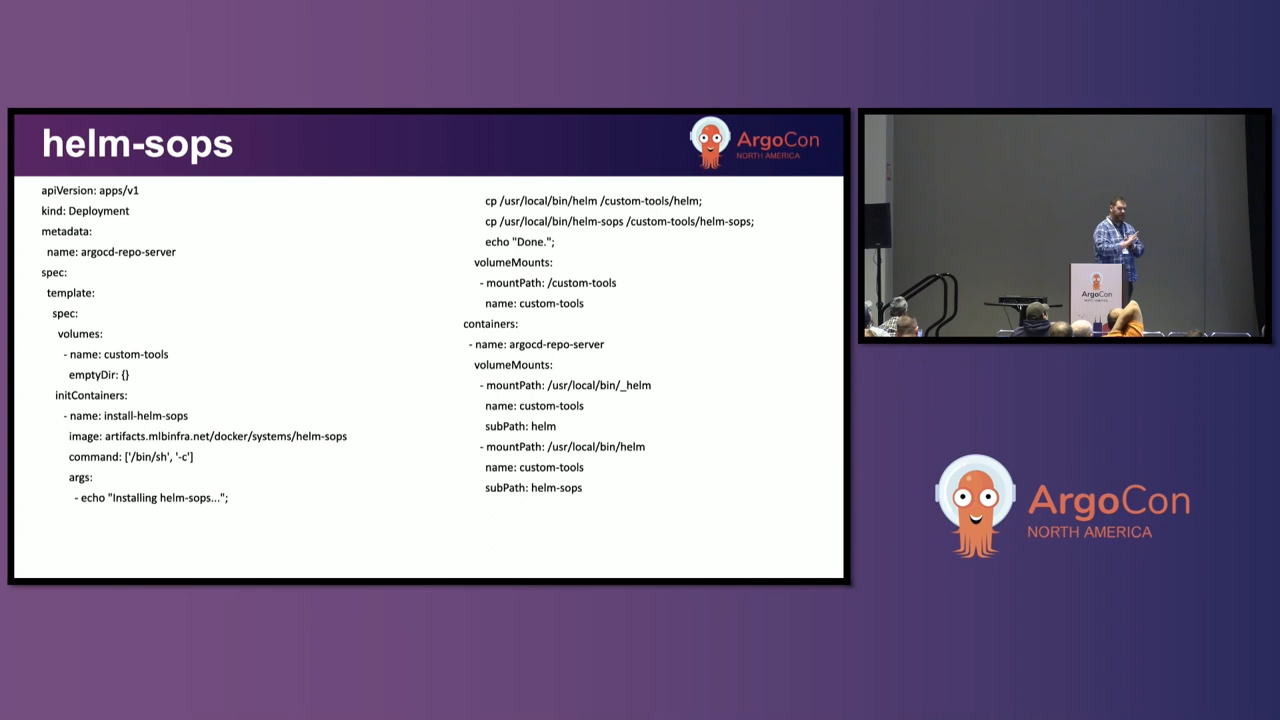 helm-sops
ArgoCon
NORTH AMERICA
apiVersion: apps/v1
kind: Deployment
metadata:
name: argocd-repo-server
spec:
template:
spec:
volumes:
- name: custom-tools
emptyDir: {}
initContainers:
- name: install-helm-sops
image: artifacts.mlbinfra.net/docker/systems/helm-sops
command: ['/bin/sh', '-c']
args:
- echo "Installing helm-sops...";
cp /usr/local/bin/helm /custom-tools/helm;
cp /usr/local/bin/helm-sops /custom-tools/helm-sops;
echo "Done.";
volumeMounts:
- mountPath: /custom-tools
name: custom-tools
containers:
- name: argocd-repo-server
volumeMounts:
- mountPath: /usr/local/bin/_helm
name: custom-tools
subPath: helm
- mountPath: /usr/local/bin/helm
name: custom-tools
subPath: helm-sops
ArgoCon
NORTH AMERICA
ArgoCon
NORTH AMERICA